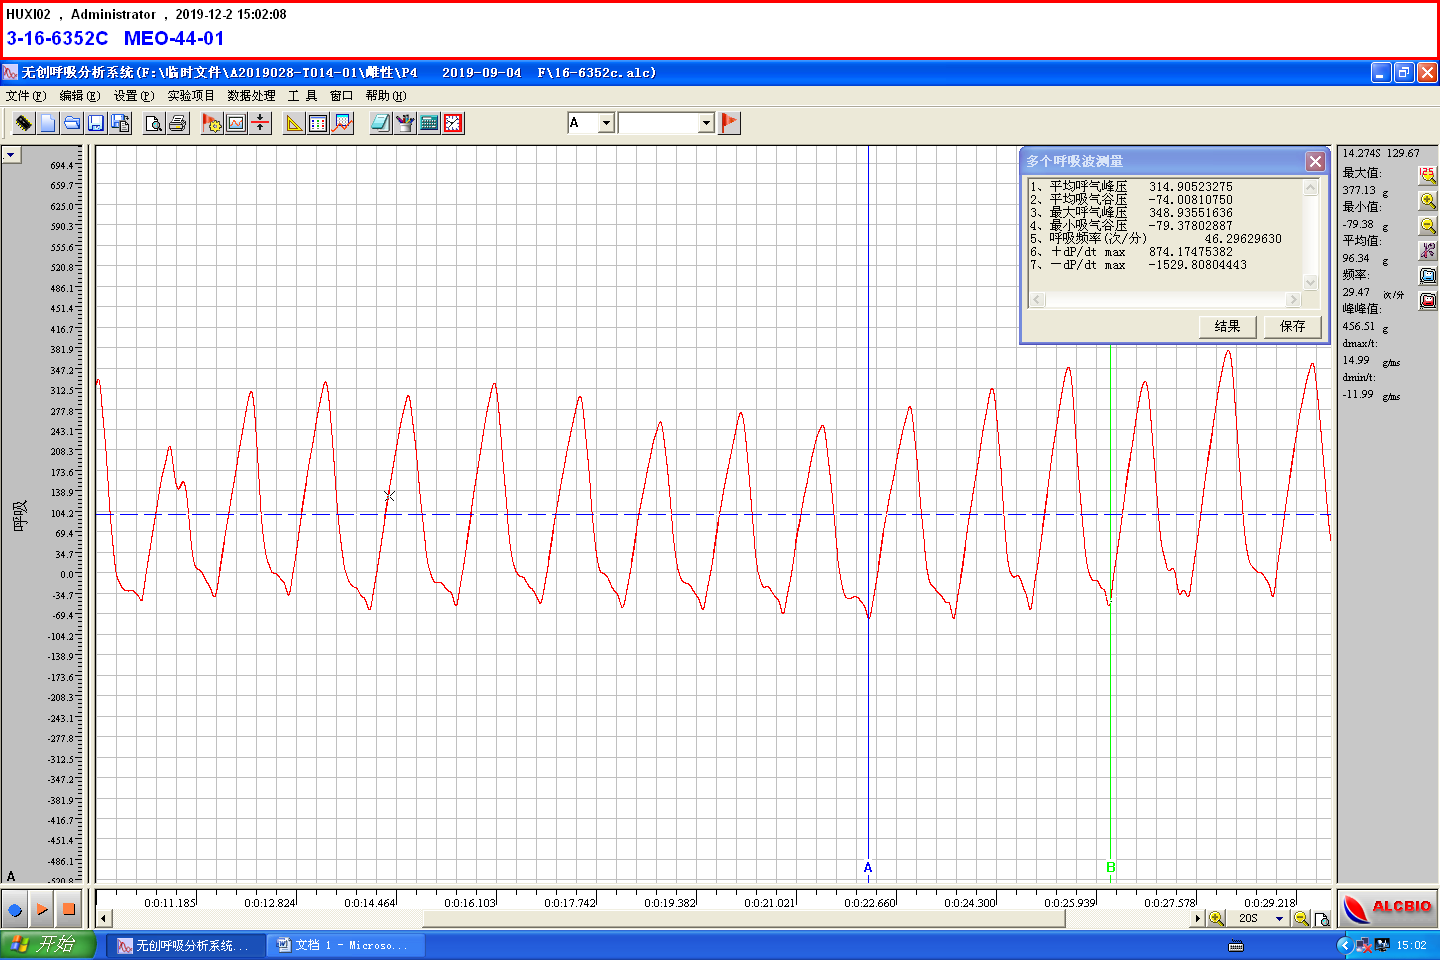 HUXI02 , Administrator , 2019-12-2 15:02:08
3-16-6352C MEO-44-01
无创呼吸分析系统(F:\临时文件\A2019028-T014-01\雌性\P4 2019-09-04 F\16-6352c.alc)
文件(F) 编辑(E) 设置(P) 实验项目 数据处理 工 具 窗口 帮助(H)
A
694.4
659.7
625.0
590.3
555.6
520.8
486.1
451.4
416.7
381.9
347.2
312.5
277.8
243.1
208.3
173.6
138.9
104.2
69.4
34.7
0.0
-34.7
-69.4
-104.2
-138.9
-173.6
-208.3
-243.1
-277.8
-312.5
-347.2
-381.9
-416.7
-451.4
-486.1
-520.8
呼吸
A
多个呼吸波测量
1、平均呼气峰压 314.90523275
2、平均吸气谷压 -74.00810750
3、最大呼气峰压 348.93551636
4、最小吸气谷压 -79.37802887
5、呼吸频率(次/分) 46.29629630
6、＋dP/dt max 874.17475382
7、－dP/dt max -1529.80804443
结果 保存
14.274S 129.67
最大值:
377.13 g
最小值:
-79.38 g
平均值:
96.34 g
频率:
29.47 次/分
峰峰值:
456.51 g
dmax/t:
14.99 g/ms
dmin/t:
-11.99 g/ms
125
A B
0:0:11.185 0:0:12.824 0:0:14.464 0:0:16.103 0:0:17.742 0:0:19.382 0:0:21.021 0:0:22.660 0:0:24.300 0:0:25.939 0:0:27.578 0:0:29.218
20S
ALCBIO
开始 无创呼吸分析系统... 文档 1 - Microso... 15:02